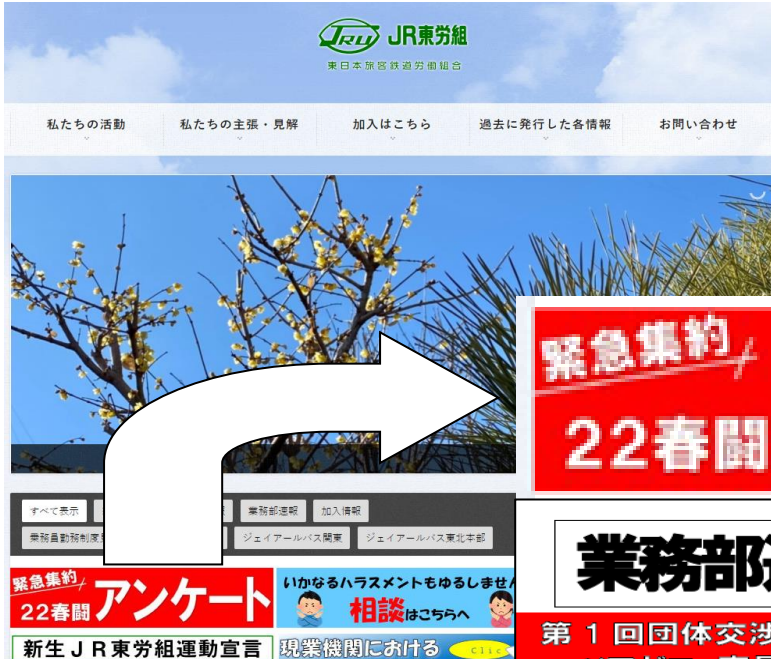 JRU JR東労組
東日本旅客鉄道労働組合
私たちの活動 私たちの主張・見解 加入はこちら 過去に発行した各情報 お問い合わせ
緊急集約
22春闘
すべて表示 業務部速報 加入情報
乗務員勤務制度 ジェイアールバス関東 ジェイアールバス東北本部
緊急集約
22春闘 アンケート
いかなるハラスメントもゆるしません
相談はこちらへ
新生JR東労組運動宣言
現業機関における Clic
業務部
第1回団体交渉